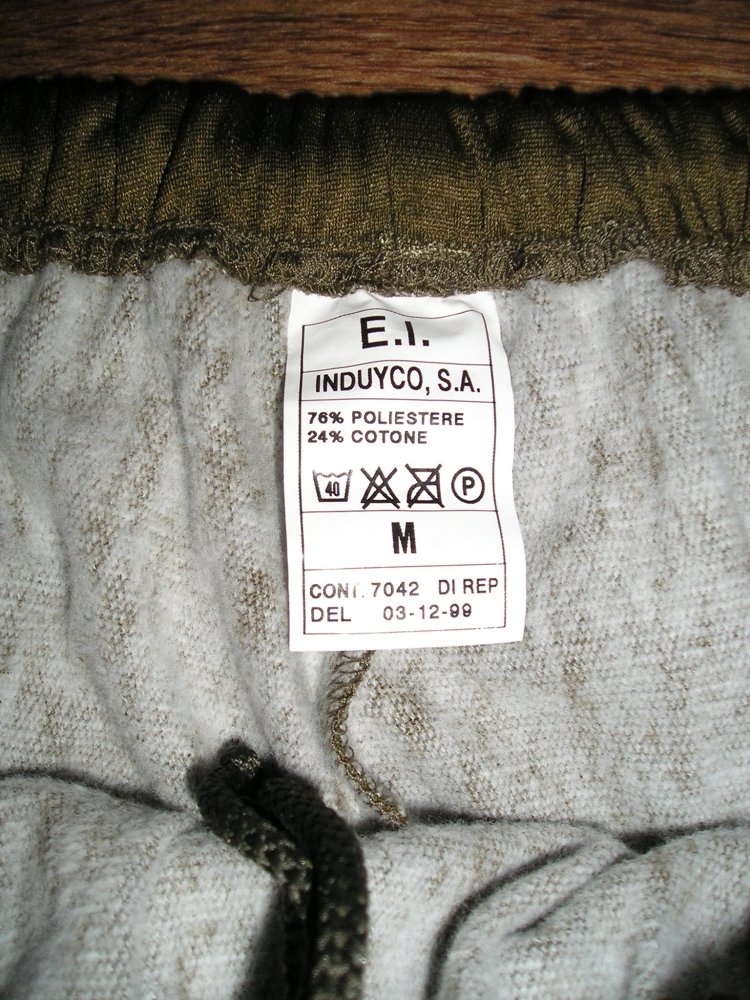 E.I.
INDUYCO, S.A.
76% POLIESTERE
24% COTONE
40 P
M
CONT. 7042 DI REP
DEL 03-12-99